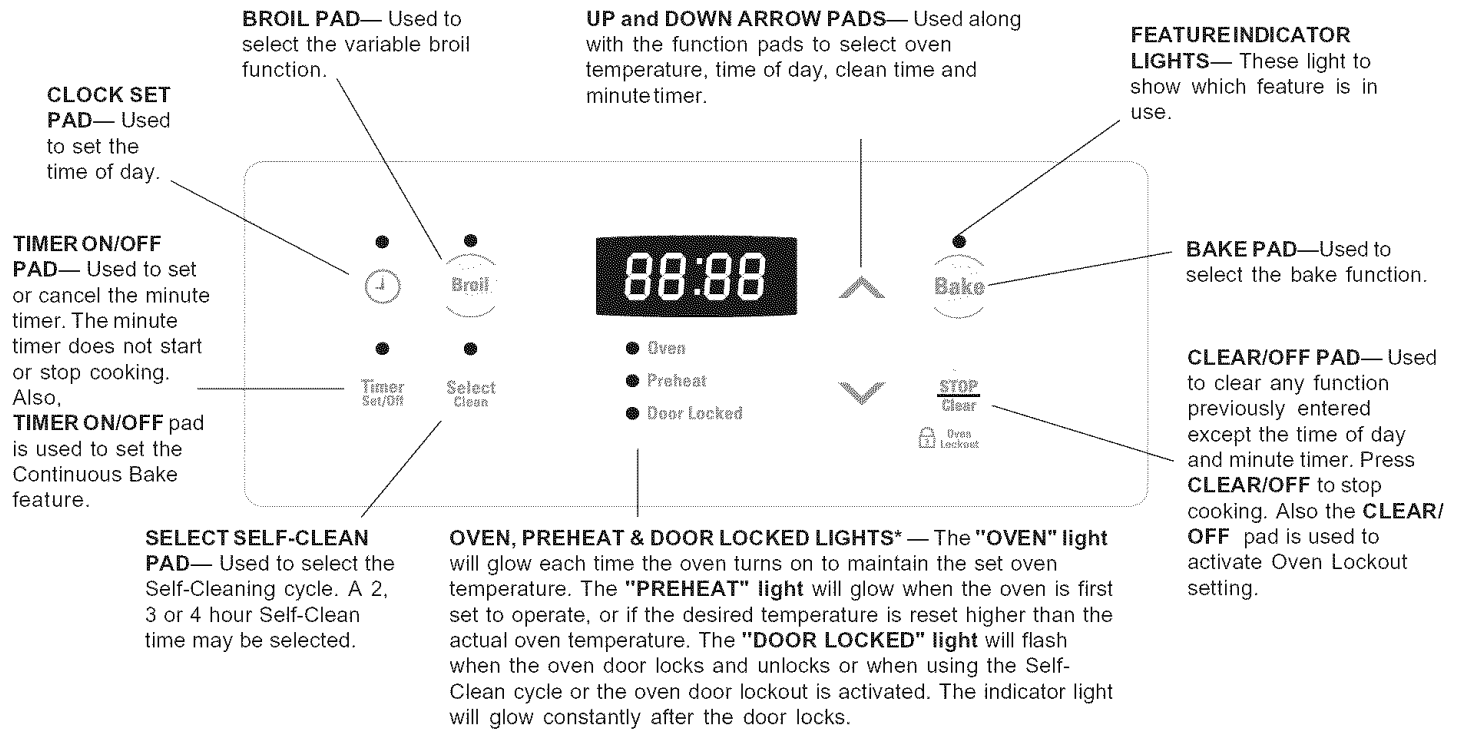 BROIL PAD— Used to
select the variable broil
function.
UP and DOWN ARROW PADS— Used along
with the function pads to select oven
temperature, time of day, clean time and
minute timer.
FEATURE INDICATOR
LIGHTS— These light to
show which feature is in
use.
CLOCK SET
PAD— Used
to set the
time of day.
TIMER ON/OFF
PAD— Used to set
or cancel the minute
timer. The minute
timer does not start
or stop cooking.
Also,
TIMER ON/OFF pad
is used to set the
Continuous Bake
feature.
Broil
88:88
Bake
Timer
Set/Off
Select
Clean
Oven
Preheat
Door Locked
STOP
Clear
Oven
Lockout
BAKE PAD—Used to
select the bake function.
CLEAR/OFF PAD— Used
to clear any function
previously entered
except the time of day
and minute timer. Press
CLEAR/OFF to stop
cooking. Also the CLEAR/
OFF pad is used to
activate Oven Lockout
setting.
SELECT SELF-CLEAN
PAD— Used to select the
Self-Cleaning cycle. A 2,
3 or 4 hour Self-Clean
time may be selected.
OVEN, PREHEAT & DOOR LOCKED LIGHTS* — The "OVEN" light
will glow each time the oven turns on to maintain the set oven
temperature. The "PREHEAT" light will glow when the oven is first
set to operate, or if the desired temperature is reset higher than the
actual oven temperature. The "DOOR LOCKED" light will flash
when the oven door locks and unlocks or when using the Self-
Clean cycle or the oven door lockout is activated. The indicator light
will glow constantly after the door locks.